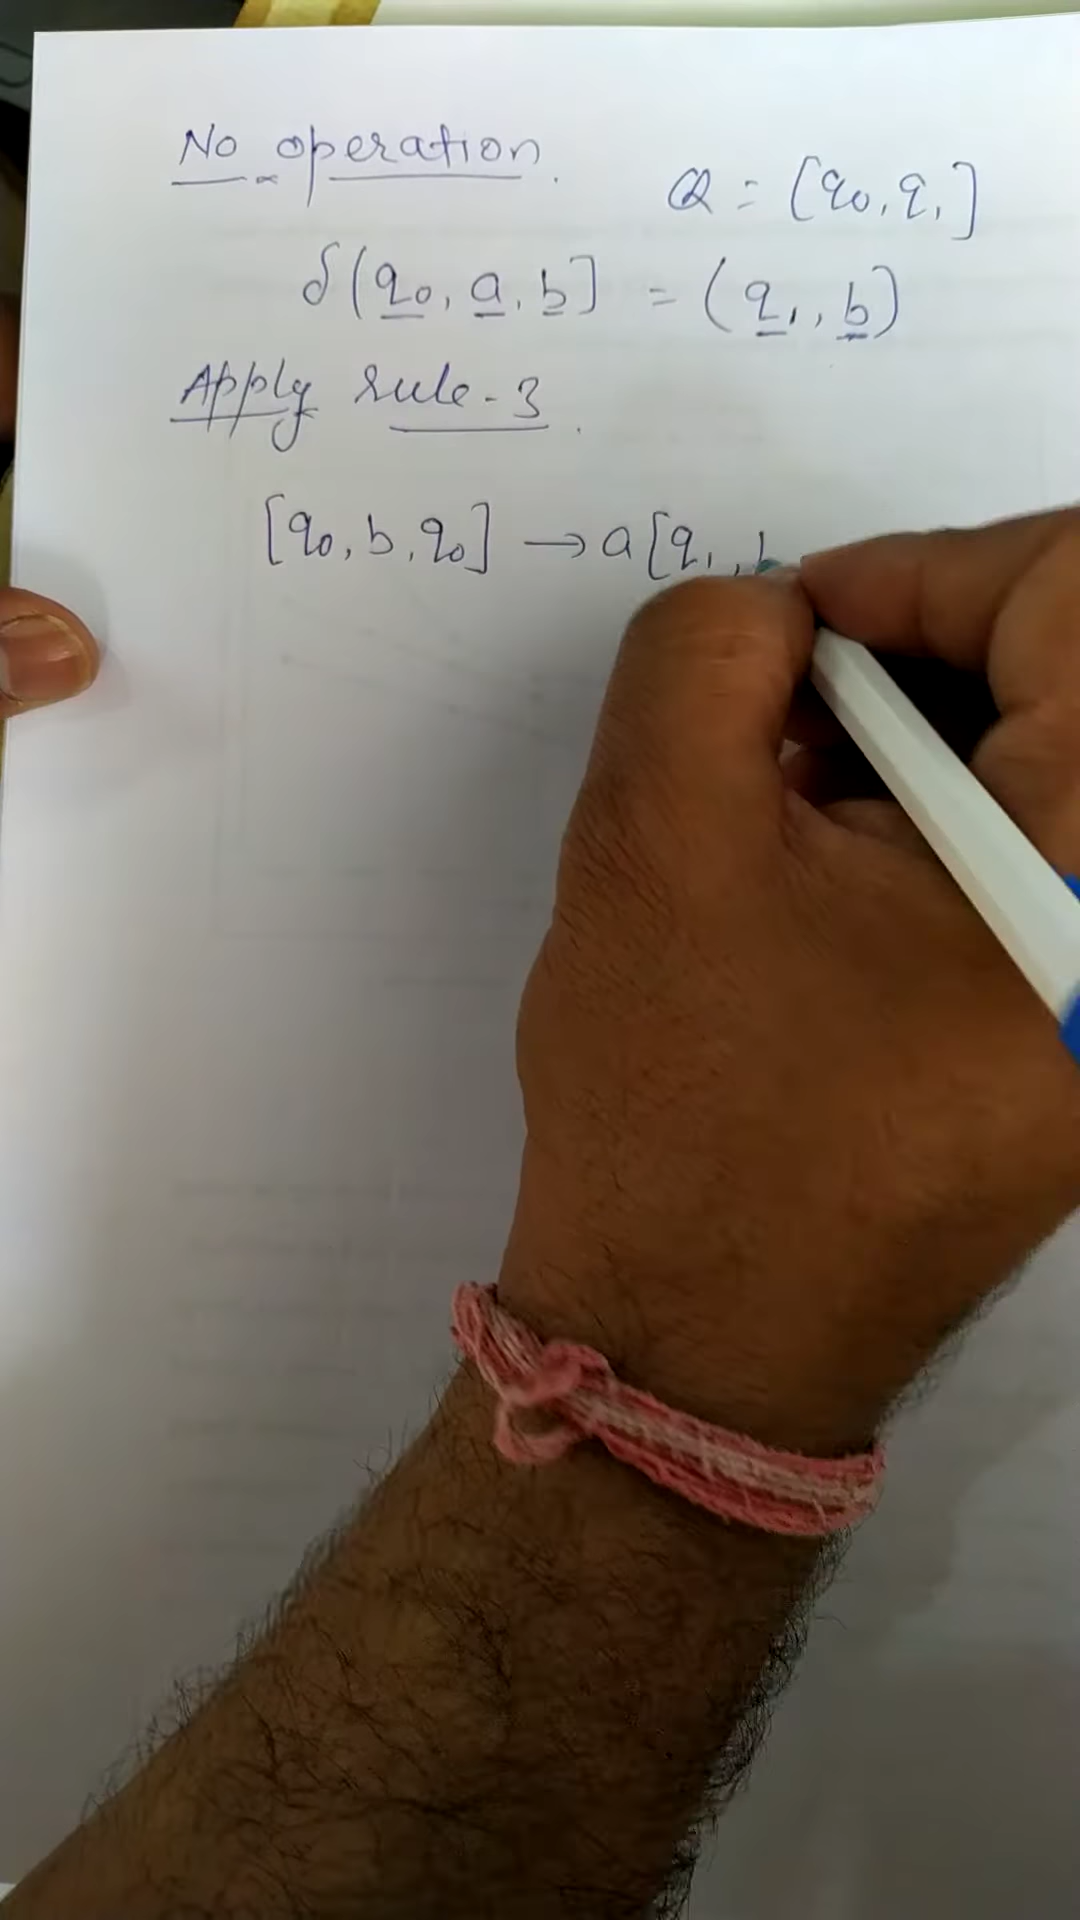 No operation.
Q = [q0, q1]
δ(q0, a, b] = (q1, b)
Apply rule-3.
[q0, b, q0] → a[q1, b